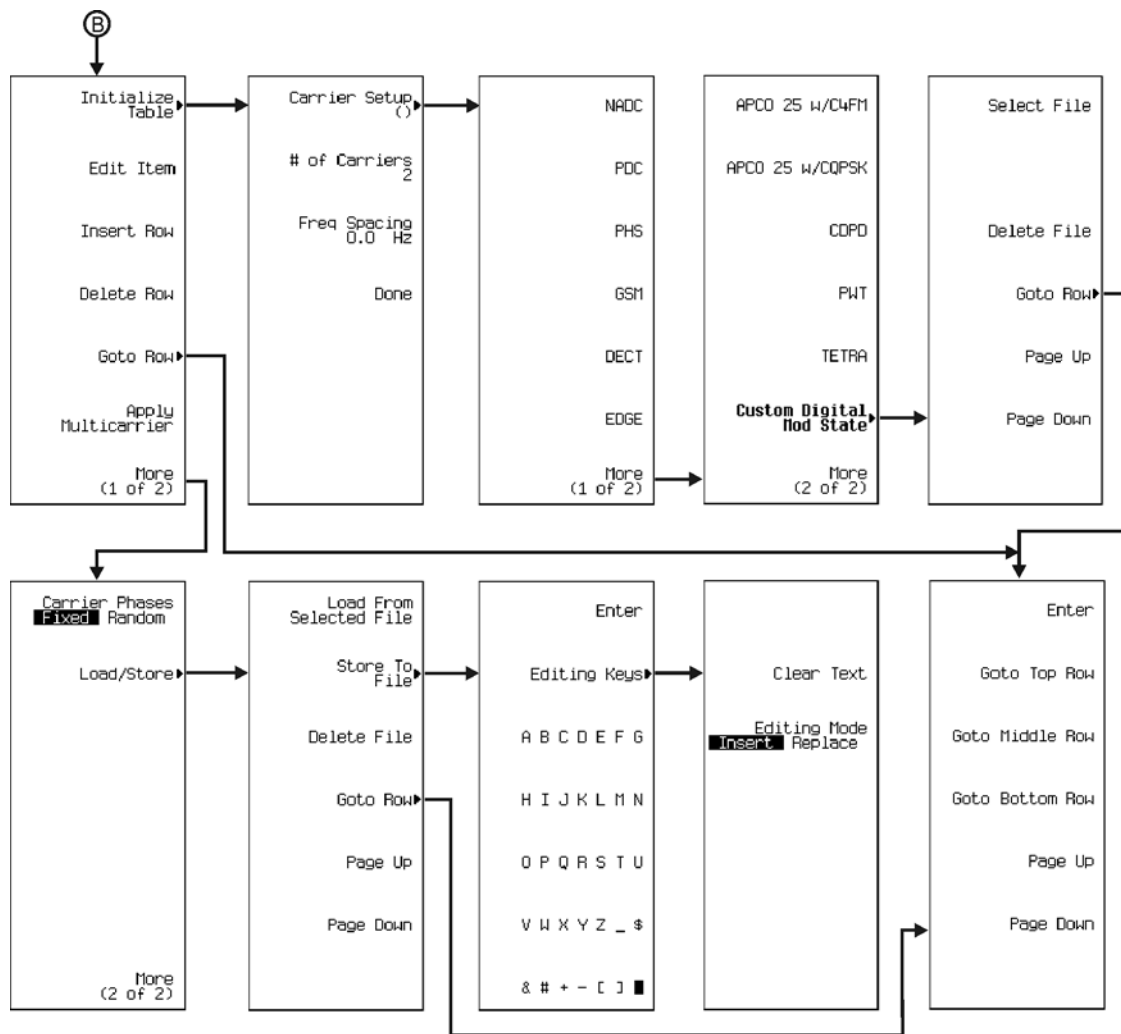 B
Initialize
Table
Edit Item
Insert Row
Delete Row
Goto Row
Apply
Multicarrier
More
(1 of 2)
Carrier Setup
()
# of Carriers
2
Freq Spacing
0.0 Hz
Done
NADC
PDC
PHS
GSM
DECT
EDGE
More
(1 of 2)
APCO 25 w/C4FM
APCO 25 w/CQPSK
CDPD
PWT
TETRA
Custom Digital
Mod State
More
(2 of 2)
Select File
Delete File
Goto Row
Page Up
Page Down
Carrier Phases
Fixed Random
Load/Store
More
(2 of 2)
Load From
Selected File
Store To
File
Delete File
Goto Row
Page Up
Page Down
Enter
Editing Keys
A B C D E F G
H I J K L M N
O P Q R S T U
V W X Y Z _ $
& # + - [ ]
Clear Text
Editing Mode
Insert Replace
Enter
Goto Top Row
Goto Middle Row
Goto Bottom Row
Page Up
Page Down